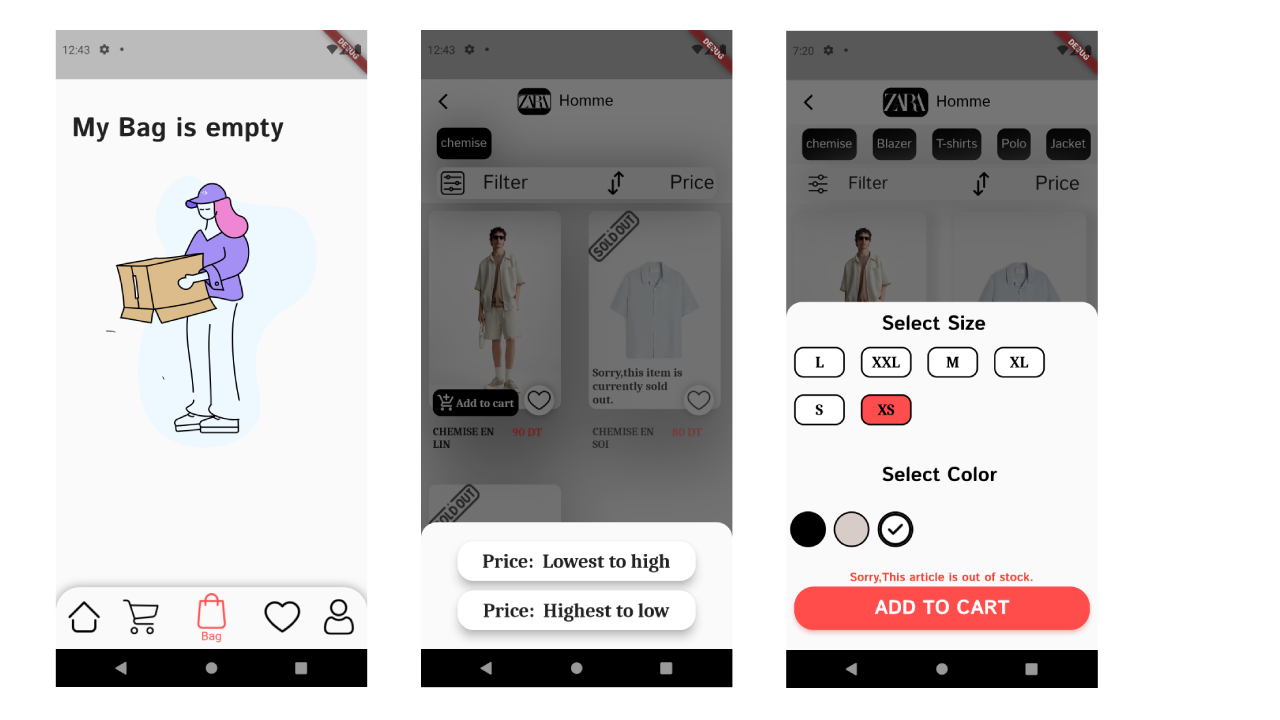 12:43
DEBUG
My Bag is empty
Bag
12:43
DEBUG
ZARA Homme
chemise
Filter
Price
SOLD OUT
Sorry,this item is
currently sold
out.
Add to cart
CHEMISE EN
LIN
90 DT
CHEMISE EN
SOI
80 DT
SOLD OUT
Price: Lowest to high
Price: Highest to low
7:20
DEBUG
ZARA Homme
chemise Blazer T-shirts Polo Jacket
Filter
Price
Select Size
L XXL M XL
S XS
Select Color
Sorry,This article is out of stock.
ADD TO CART